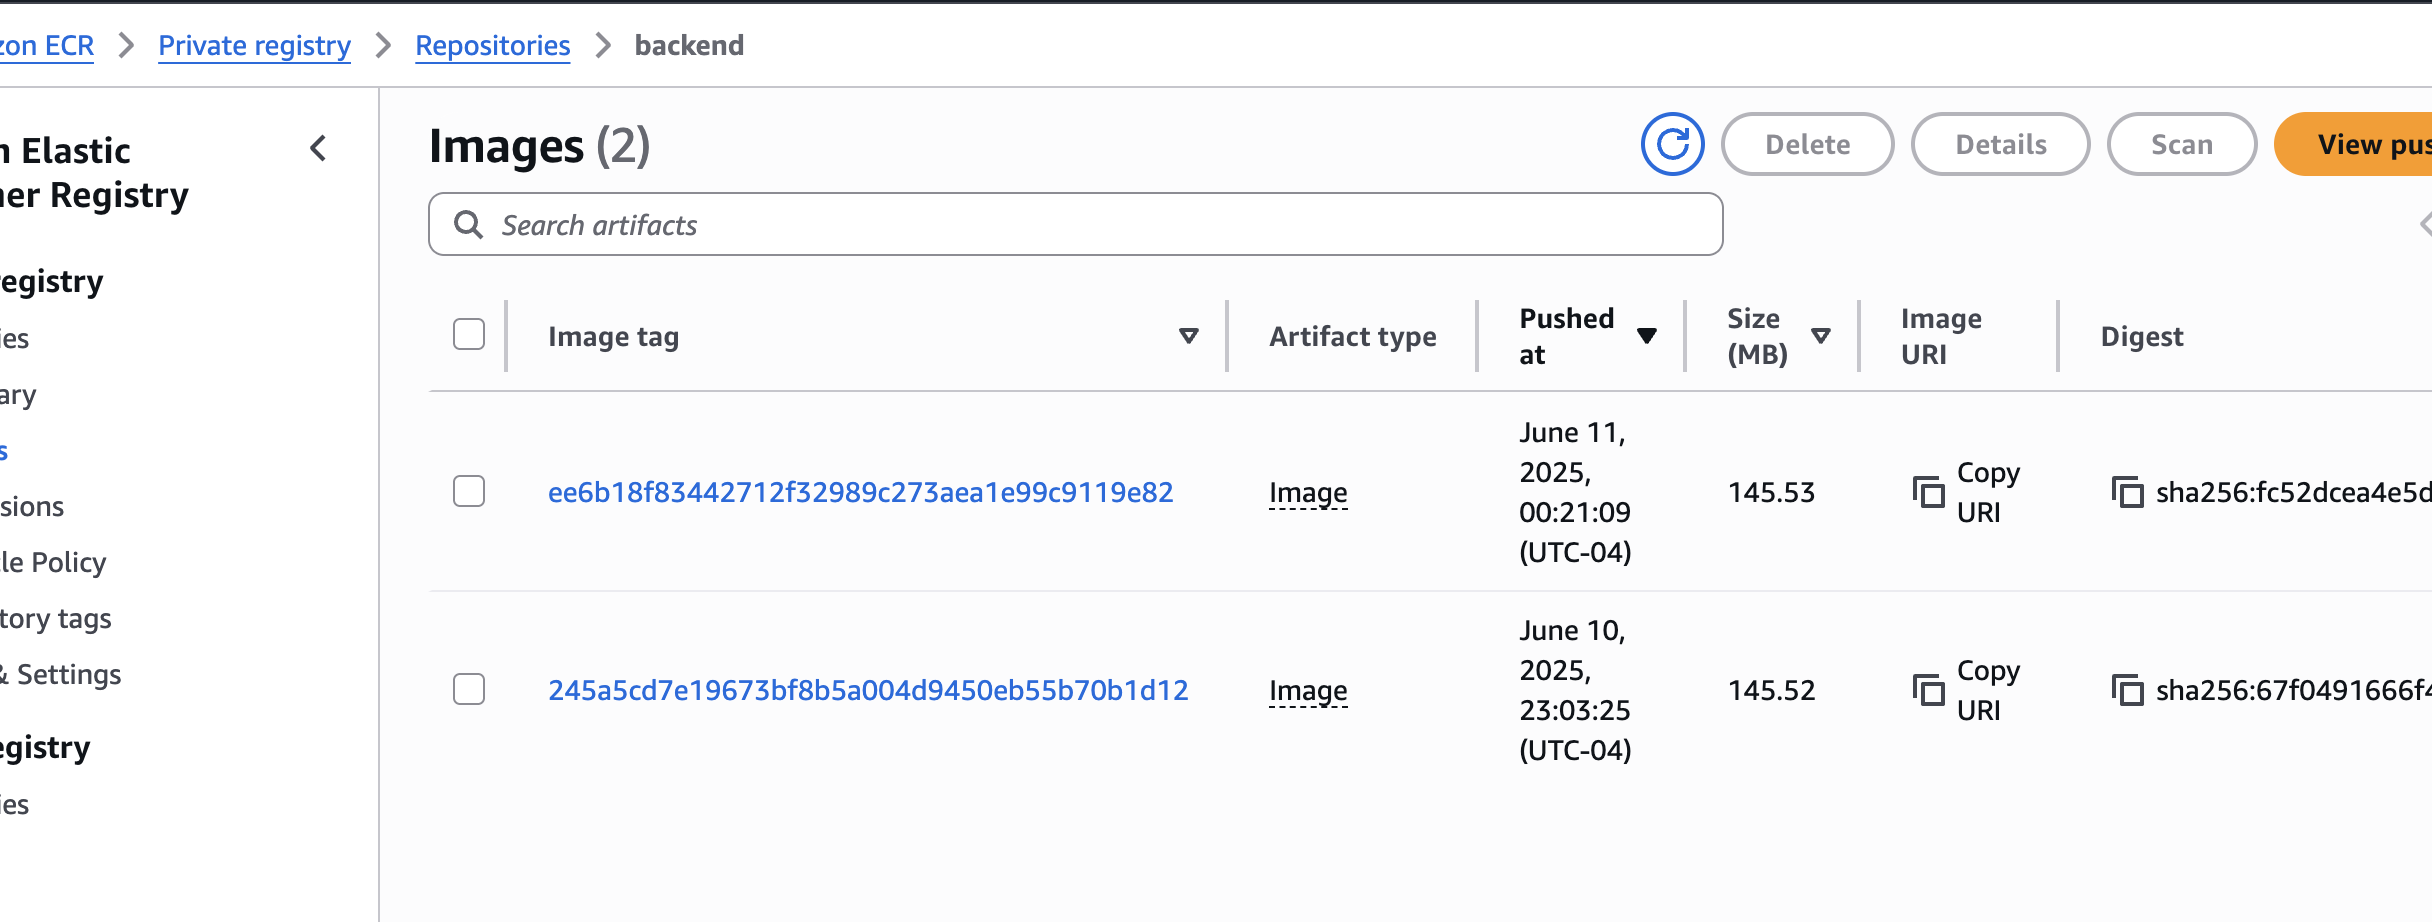 zon ECR > Private registry > Repositories > backend
n Elastic
ner Registry
registry
ies
ary
s
sions
cle Policy
tory tags
& Settings
egistry
ies
Images (2)
Delete
Details
Scan
View pus
Search artifacts
Image tag
Artifact type
Pushed
at
Size
(MB)
Image
URI
Digest
ee6b18f83442712f32989c273aea1e99c9119e82
Image
June 11,
2025,
00:21:09
(UTC-04)
145.53
Copy
URI
sha256:fc52dcea4e5d
245a5cd7e19673bf8b5a004d9450eb55b70b1d12
Image
June 10,
2025,
23:03:25
(UTC-04)
145.52
Copy
URI
sha256:67f0491666f4